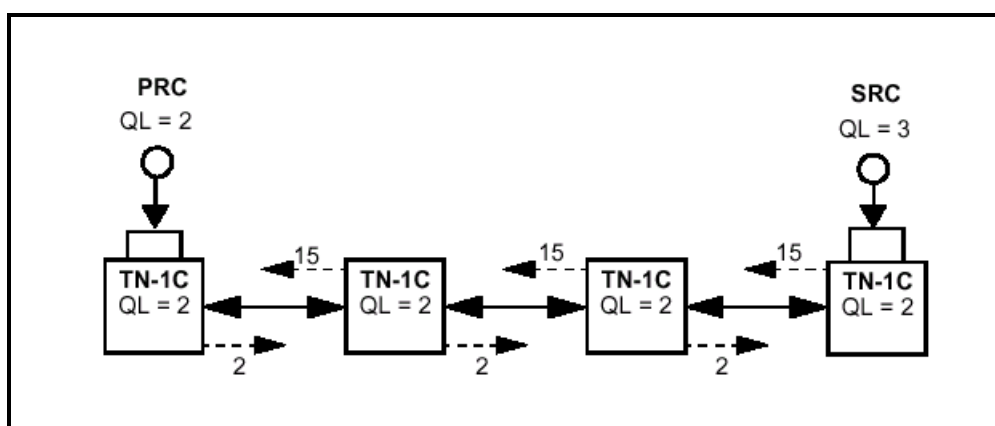 PRC
QL = 2
SRC
QL = 3
15
15
15
TN-1C
QL = 2
TN-1C
QL = 2
TN-1C
QL = 2
TN-1C
QL = 2
2
2
2